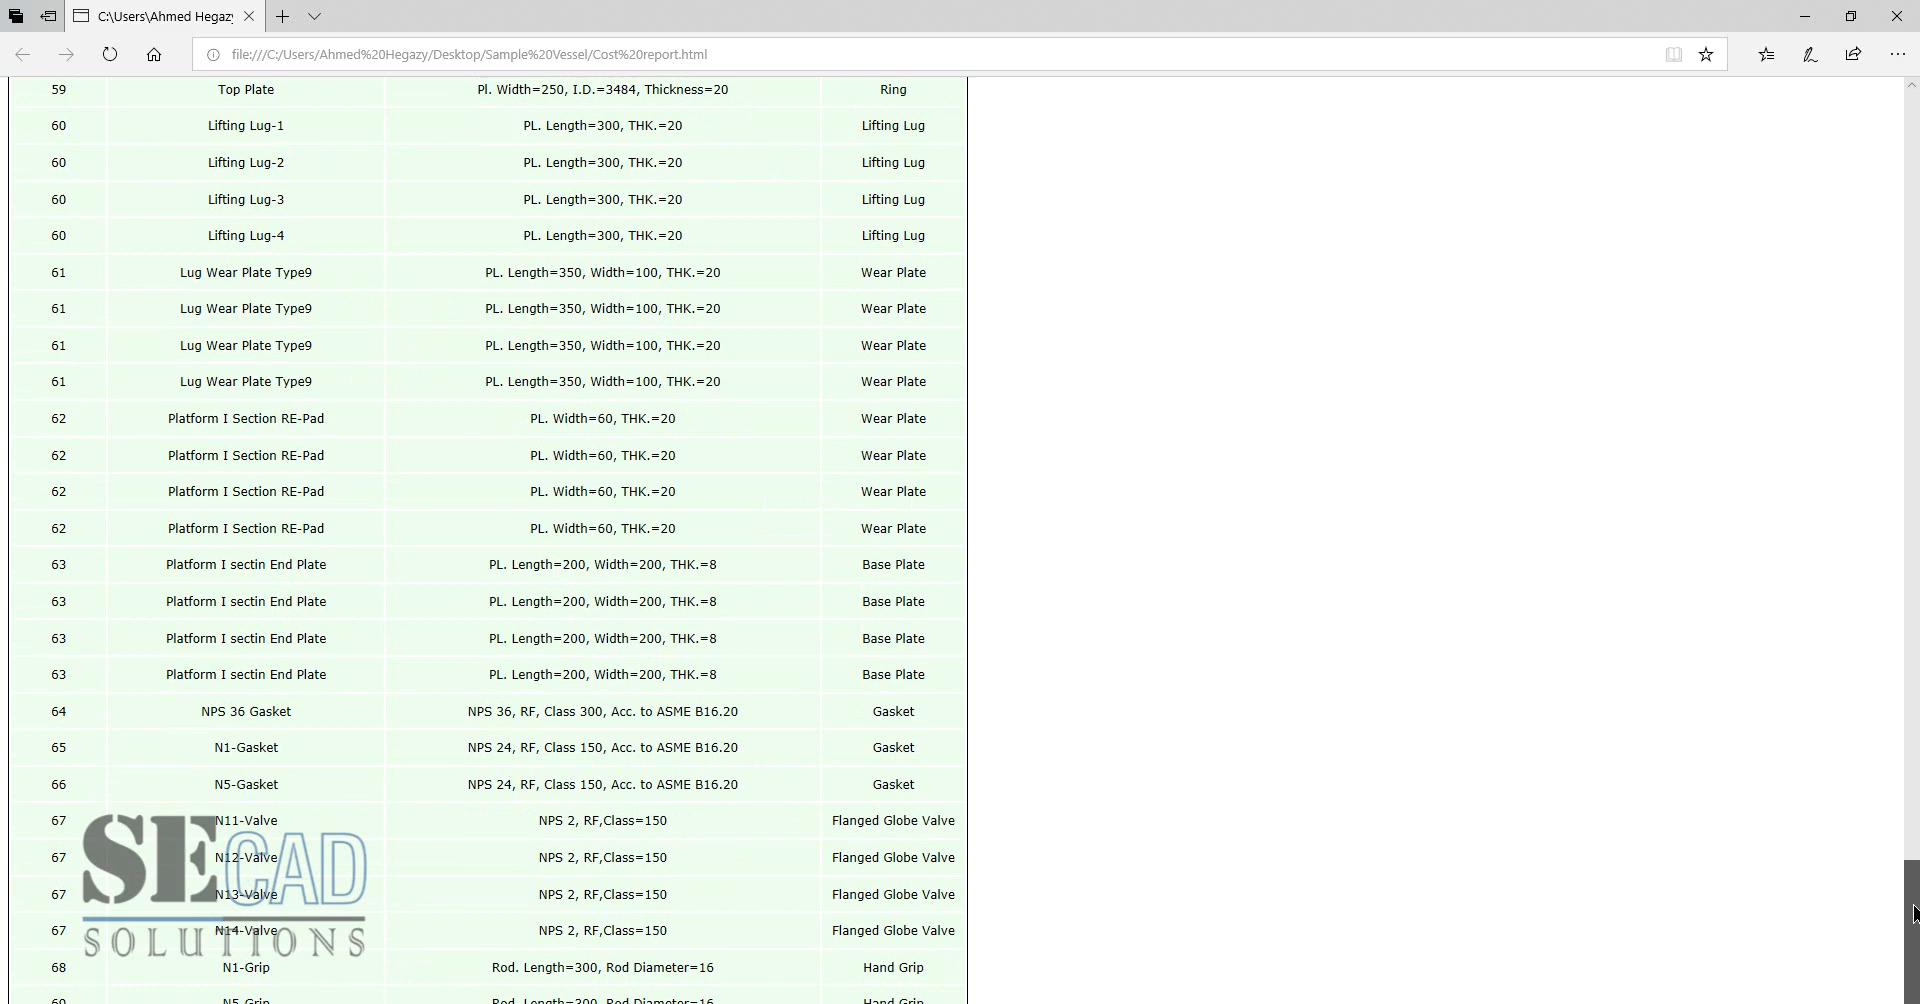 C:\Users\Ahmed Hegazy
file:///C:/Users/Ahmed%20Hegazy/Desktop/Sample%20Vessel/Cost%20report.html
59 Top Plate Pl. Width=250, I.D.=3484, Thickness=20 Ring
60 Lifting Lug-1 PL. Length=300, THK.=20 Lifting Lug
60 Lifting Lug-2 PL. Length=300, THK.=20 Lifting Lug
60 Lifting Lug-3 PL. Length=300, THK.=20 Lifting Lug
60 Lifting Lug-4 PL. Length=300, THK.=20 Lifting Lug
61 Lug Wear Plate Type9 PL. Length=350, Width=100, THK.=20 Wear Plate
61 Lug Wear Plate Type9 PL. Length=350, Width=100, THK.=20 Wear Plate
61 Lug Wear Plate Type9 PL. Length=350, Width=100, THK.=20 Wear Plate
61 Lug Wear Plate Type9 PL. Length=350, Width=100, THK.=20 Wear Plate
62 Platform I Section RE-Pad PL. Width=60, THK.=20 Wear Plate
62 Platform I Section RE-Pad PL. Width=60, THK.=20 Wear Plate
62 Platform I Section RE-Pad PL. Width=60, THK.=20 Wear Plate
62 Platform I Section RE-Pad PL. Width=60, THK.=20 Wear Plate
63 Platform I sectin End Plate PL. Length=200, Width=200, THK.=8 Base Plate
63 Platform I sectin End Plate PL. Length=200, Width=200, THK.=8 Base Plate
63 Platform I sectin End Plate PL. Length=200, Width=200, THK.=8 Base Plate
63 Platform I sectin End Plate PL. Length=200, Width=200, THK.=8 Base Plate
64 NPS 36 Gasket NPS 36, RF, Class 300, Acc. to ASME B16.20 Gasket
65 N1-Gasket NPS 24, RF, Class 150, Acc. to ASME B16.20 Gasket
66 N5-Gasket NPS 24, RF, Class 150, Acc. to ASME B16.20 Gasket
67 N11-Valve NPS 2, RF,Class=150 Flanged Globe Valve
67 N12-Valve NPS 2, RF,Class=150 Flanged Globe Valve
67 N13-Valve NPS 2, RF,Class=150 Flanged Globe Valve
67 N14-Valve NPS 2, RF,Class=150 Flanged Globe Valve
68 N1-Grip Rod. Length=300, Rod Diameter=16 Hand Grip
69 N5-Grip Rod. Length=300, Rod Diameter=16 Hand Grip
SECAD
SOLUTIONS